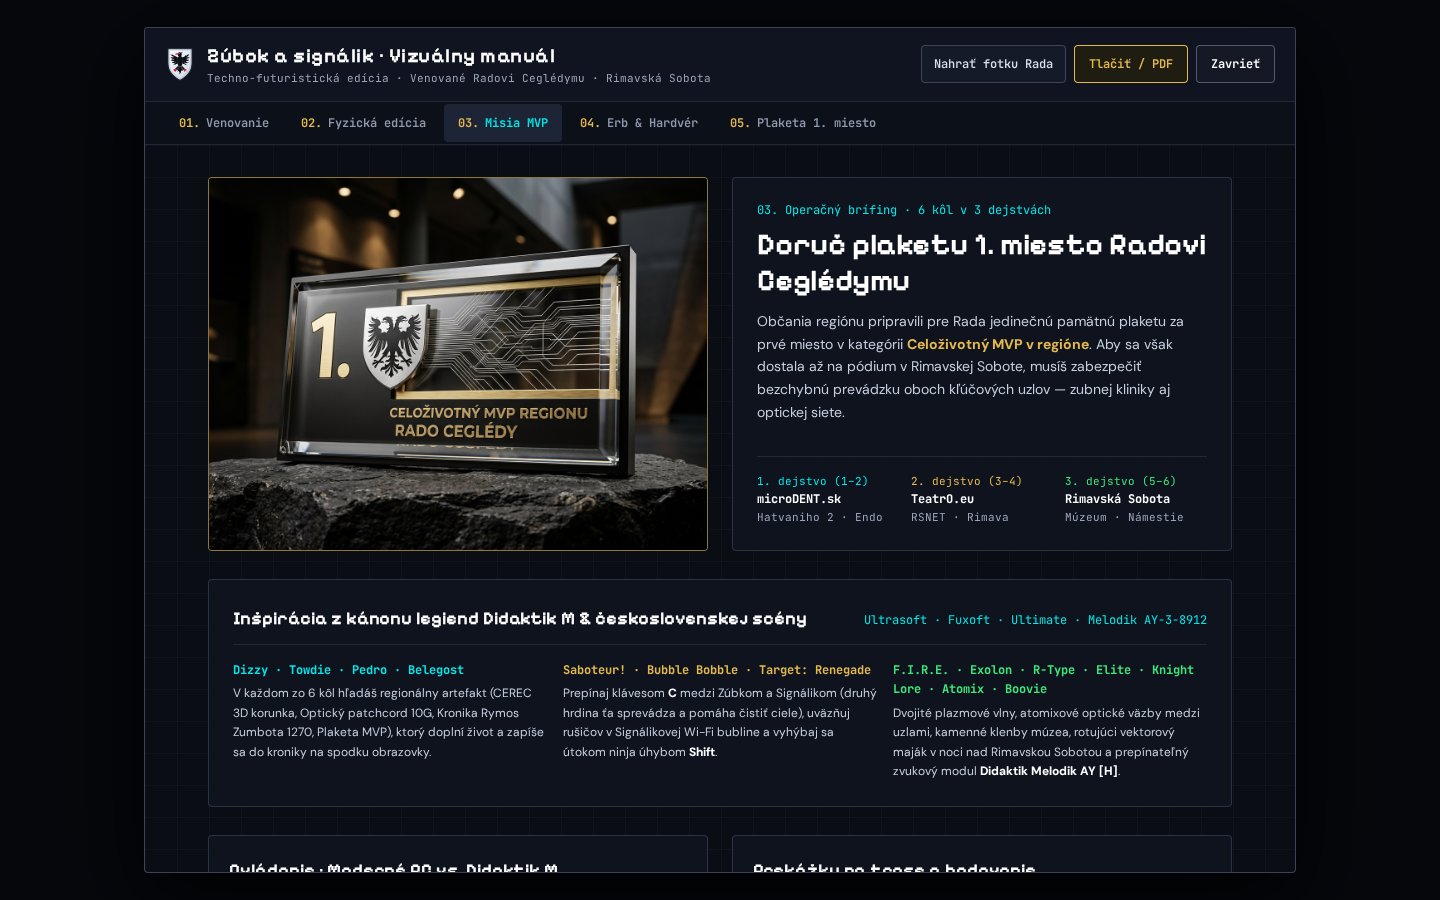 Zúbok a signálik · Vizuálny manuál
Techno-futuristická edícia · Venované Radovi Ceglédymu · Rimavská Sobota
Nahrať fotku Rada
Tlačiť / PDF
Zavrieť
01. Venovanie
02. Fyzická edícia
03. Misia MVP
04. Erb & Hardvér
05. Plaketa 1. miesto
1.
CELOŽIVOTNÝ MVP REGIONU
RADO CEGLÉDY
03. Operačný brífing · 6 kôl v 3 dejstvách
Doruč plaketu 1. miesto Radovi
Ceglédymu
Občania regiónu pripravili pre Rada jedinečnú pamätnú plaketu za
prvé miesto v kategórii Celoživotný MVP v regióne. Aby sa však
dostala až na pódium v Rimavskej Sobote, musíš zabezpečiť
bezchybnú prevádzku oboch kľúčových uzlov — zubnej kliniky aj
optickej siete.
1. dejstvo (1–2)
microDENT.sk
Hatvaniho 2 · Endo
2. dejstvo (3–4)
TeatrO.eu
RSNET · Rimava
3. dejstvo (5–6)
Rimavská Sobota
Múzeum · Námestie
Inšpirácia z kánonu legiend Didaktik M & československej scény
Ultrasoft · Fuxoft · Ultimate · Melodik AY-3-8912
Dizzy · Towdie · Pedro · Belegost
V každom zo 6 kôl hľadáš regionálny artefakt (CEREC
3D korunka, Optický patchcord 10G, Kronika Rymos
Zumbota 1270, Plaketa MVP), ktorý doplní život a zapíše
sa do kroniky na spodku obrazovky.
Saboteur! · Bubble Bobble · Target: Renegade
Prepínaj klávesom C medzi Zúbkom a Signálikom (druhý
hrdina ťa sprevádza a pomáha čistiť ciele), uväzňuj
rušičov v Signálikovej Wi-Fi bubline a vyhýbaj sa
útokom ninja úhybom Shift.
F.I.R.E. · Exolon · R-Type · Elite · Knight
Lore · Atomix · Boovie
Dvojité plazmové vlny, atomixové optické väzby medzi
uzlami, kamenné klenby múzea, rotujúci vektorový
maják v noci nad Rimavskou Sobotou a prepínateľný
zvukový modul Didaktik Melodik AY [H].
Ovládanie · Moderné PC vs. Didaktik M
Prekážky na trase a bodovanie